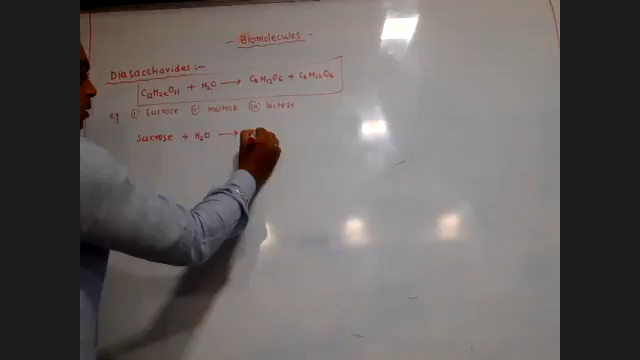 - Biomolecules -
Disaccharides :-
C12H22O11 + H2O → C6H12O6 + C6H12O6
eg (i) Sucrose (ii) maltose (iii) lactose
Sucrose + H2O →